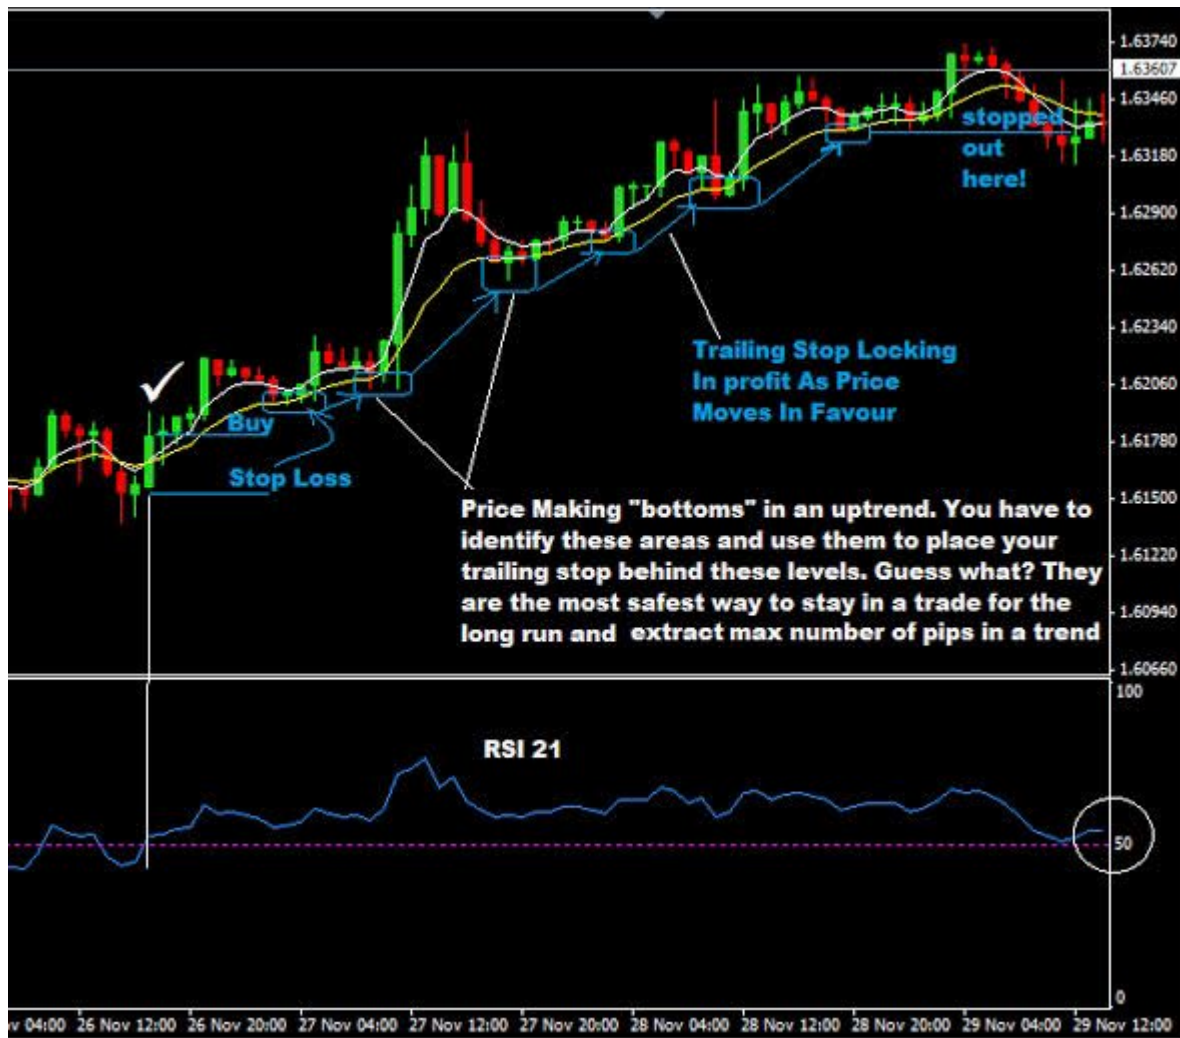 1.63740
1.63607
1.63460
stopped
out
here!
1.63180
1.62900
1.62620
1.62340
Trailing Stop Locking
In profit As Price
Moves In Favour
1.62060
Buy
1.61780
Stop Loss
1.61500
Price Making "bottoms" in an uptrend. You have to
identify these areas and use them to place your
trailing stop behind these levels. Guess what? They
are the most safest way to stay in a trade for the
long run and extract max number of pips in a trend
1.61220
1.60940
1.60660
100
RSI 21
50
0
ov 04:00 26 Nov 12:00 26 Nov 20:00 27 Nov 04:00 27 Nov 12:00 27 Nov 20:00 28 Nov 04:00 28 Nov 12:00 28 Nov 20:00 29 Nov 04:00 29 Nov 12:00